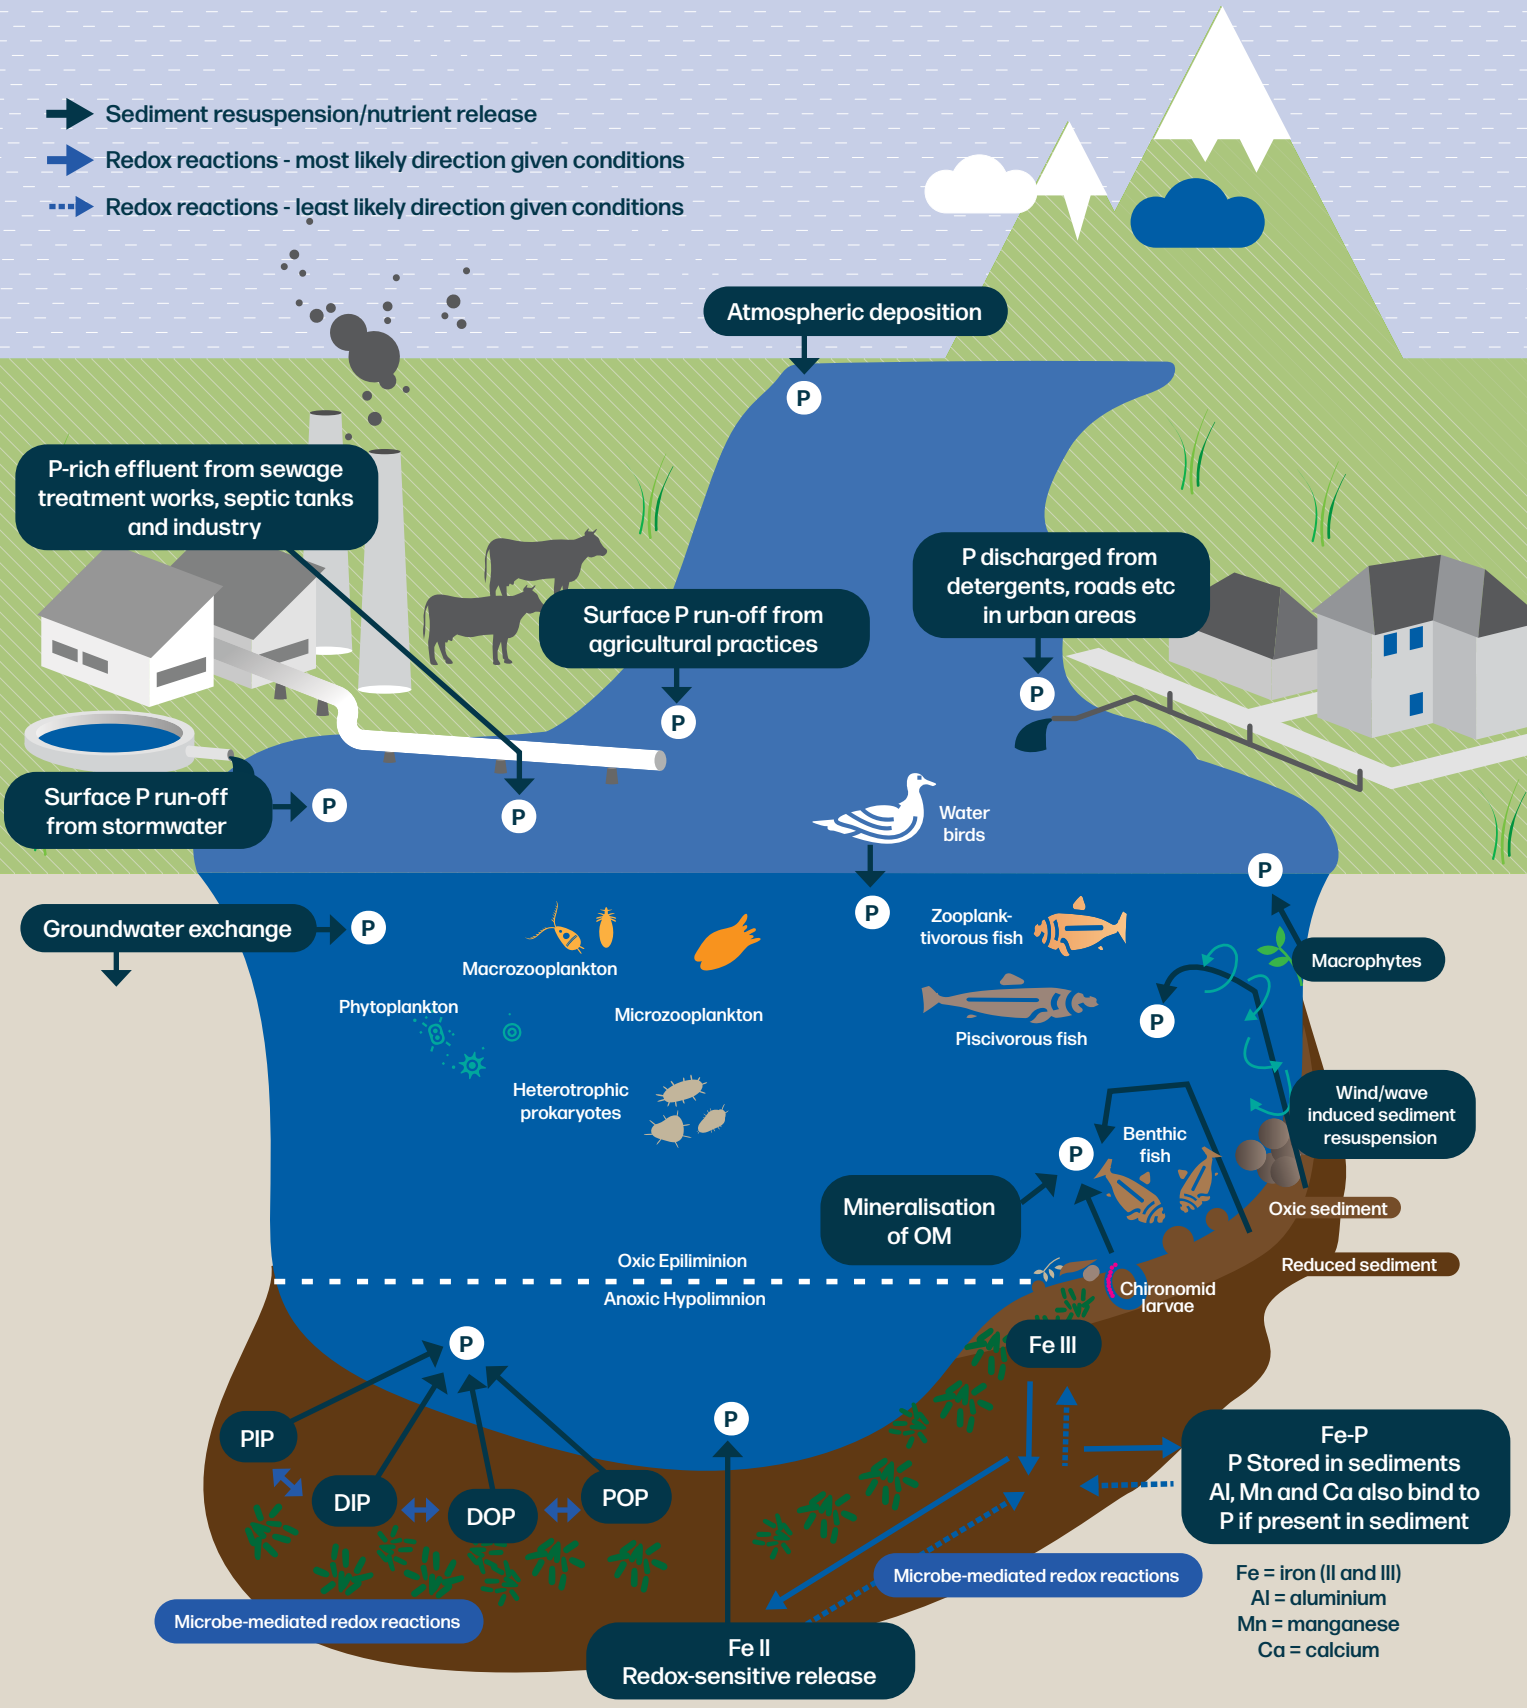 Sediment resuspension/nutrient release
Redox reactions - most likely direction given conditions
Redox reactions - least likely direction given conditions
Atmospheric deposition
P
P-rich effluent from sewage
treatment works, septic tanks
and industry
P discharged from
detergents, roads etc
in urban areas
Surface P run-off from
agricultural practices
P
P
Surface P run-off
from stormwater
P
P
Water
birds
P
P
Groundwater exchange
P
Zooplank-
tivorous fish
Macrophytes
Macrozooplankton
Phytoplankton
Microzooplankton
P
Piscivorous fish
Heterotrophic
prokaryotes
Wind/wave
induced sediment
resuspension
Benthic
fish
P
Mineralisation
of OM
Oxic sediment
Reduced sediment
Oxic Epiliminion
Anoxic Hypolimnion
Chironomid
larvae
P
Fe III
P
PIP
DIP
DOP
POP
Fe-P
P Stored in sediments
Al, Mn and Ca also bind to
P if present in sediment
Microbe-mediated redox reactions
Microbe-mediated redox reactions
Fe = iron (II and III)
Al = aluminium
Mn = manganese
Ca = calcium
Fe II
Redox-sensitive release